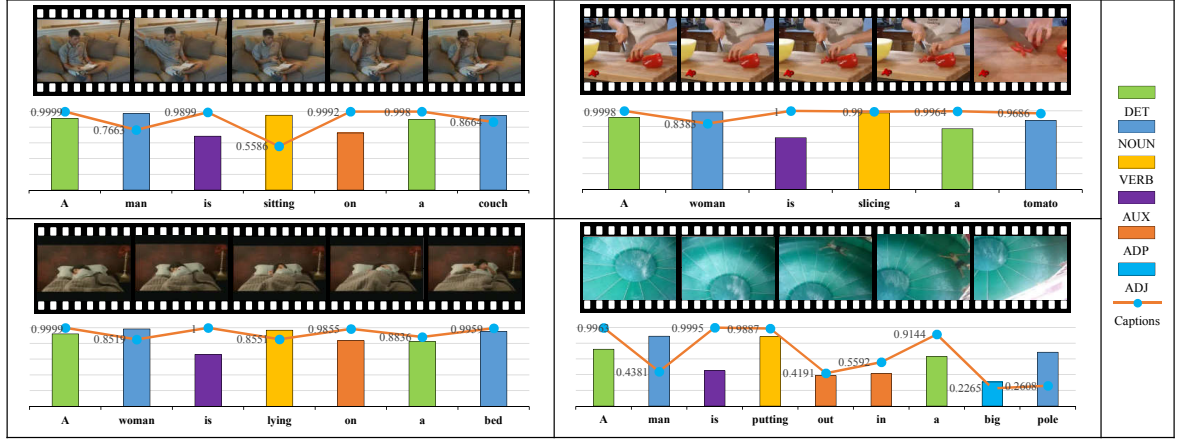 0.9999 0.7663 0.9899 0.5586 0.9992 0.998 0.8664
A man is sitting on a couch
0.9998 0.8383 1 0.99 0.9964 0.9686
A woman is slicing a tomato
0.9999 0.8519 1 0.8551 0.9855 0.8836 0.9959
A woman is lying on a bed
0.9963 0.4381 0.9995 0.9887 0.4191 0.5592 0.9144 0.2265 0.2608
A man is putting out in a big pole
DET
NOUN
VERB
AUX
ADP
ADJ
Captions